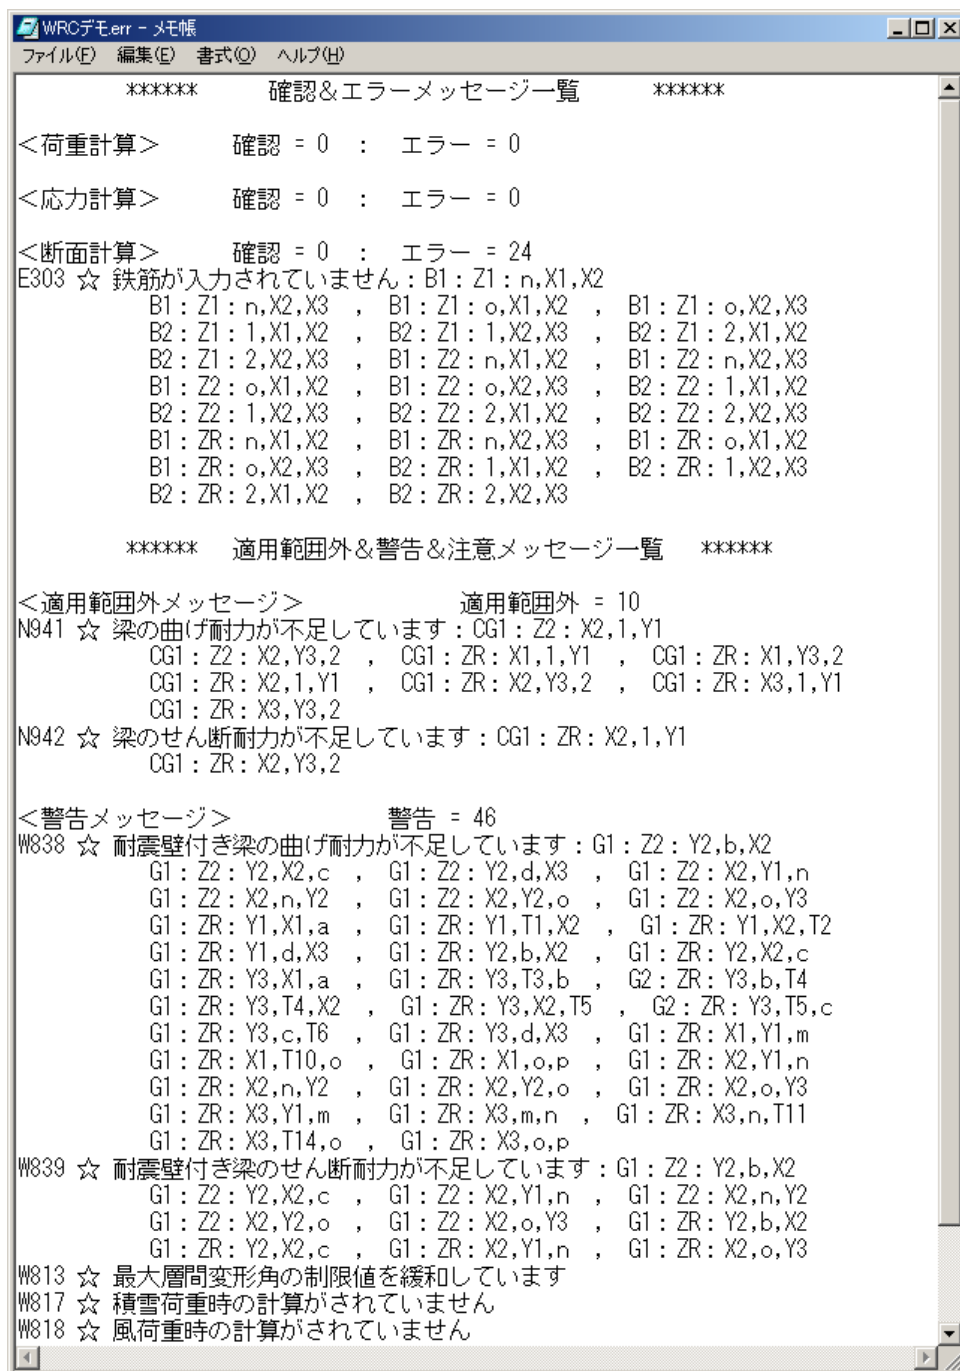 WRCデモ.err - メモ帳
ファイル(F) 編集(E) 書式(O) ヘルプ(H)
****** 確認&エラーメッセージ一覧 ******
<荷重計算> 確認 = 0 : エラー = 0
<応力計算> 確認 = 0 : エラー = 0
<断面計算> 確認 = 0 : エラー = 24
E303 ☆ 鉄筋が入力されていません:B1:Z1:n,X1,X2
B1:Z1:n,X2,X3 , B1:Z1:o,X1,X2 , B1:Z1:o,X2,X3
B2:Z1:1,X1,X2 , B2:Z1:1,X2,X3 , B2:Z1:2,X1,X2
B2:Z1:2,X2,X3 , B1:Z2:n,X1,X2 , B1:Z2:n,X2,X3
B1:Z2:o,X1,X2 , B1:Z2:o,X2,X3 , B2:Z2:1,X1,X2
B2:Z2:1,X2,X3 , B2:Z2:2,X1,X2 , B2:Z2:2,X2,X3
B1:ZR:n,X1,X2 , B1:ZR:n,X2,X3 , B1:ZR:o,X1,X2
B1:ZR:o,X2,X3 , B2:ZR:1,X1,X2 , B2:ZR:1,X2,X3
B2:ZR:2,X1,X2 , B2:ZR:2,X2,X3
****** 適用範囲外&警告&注意メッセージ一覧 ******
<適用範囲外メッセージ> 適用範囲外 = 10
N941 ☆ 梁の曲げ耐力が不足しています:CG1:Z2:X2,1,Y1
CG1:Z2:X2,Y3,2 , CG1:ZR:X1,1,Y1 , CG1:ZR:X1,Y3,2
CG1:ZR:X2,1,Y1 , CG1:ZR:X2,Y3,2 , CG1:ZR:X3,1,Y1
CG1:ZR:X3,Y3,2
N942 ☆ 梁のせん断耐力が不足しています:CG1:ZR:X2,1,Y1
CG1:ZR:X2,Y3,2
<警告メッセージ> 警告 = 46
W838 ☆ 耐震壁付き梁の曲げ耐力が不足しています:G1:Z2:Y2,b,X2
G1:Z2:Y2,X2,c , G1:Z2:Y2,d,X3 , G1:Z2:X2,Y1,n
G1:Z2:X2,n,Y2 , G1:Z2:X2,Y2,o , G1:Z2:X2,o,Y3
G1:ZR:Y1,X1,a , G1:ZR:Y1,T1,X2 , G1:ZR:Y1,X2,T2
G1:ZR:Y1,d,X3 , G1:ZR:Y2,b,X2 , G1:ZR:Y2,X2,c
G1:ZR:Y3,X1,a , G1:ZR:Y3,T3,b , G2:ZR:Y3,b,T4
G1:ZR:Y3,T4,X2 , G1:ZR:Y3,X2,T5 , G2:ZR:Y3,T5,c
G1:ZR:Y3,c,T6 , G1:ZR:Y3,d,X3 , G1:ZR:X1,Y1,m
G1:ZR:X1,T10,o , G1:ZR:X1,o,p , G1:ZR:X2,Y1,n
G1:ZR:X2,n,Y2 , G1:ZR:X2,Y2,o , G1:ZR:X2,o,Y3
G1:ZR:X3,Y1,m , G1:ZR:X3,m,n , G1:ZR:X3,n,T11
G1:ZR:X3,T14,o , G1:ZR:X3,o,p
W839 ☆ 耐震壁付き梁のせん断耐力が不足しています:G1:Z2:Y2,b,X2
G1:Z2:Y2,X2,c , G1:Z2:X2,Y1,n , G1:Z2:X2,n,Y2
G1:Z2:X2,Y2,o , G1:Z2:X2,o,Y3 , G1:ZR:Y2,b,X2
G1:ZR:Y2,X2,c , G1:ZR:X2,Y1,n , G1:ZR:X2,o,Y3
W813 ☆ 最大層間変形角の制限値を緩和しています
W817 ☆ 積雪荷重時の計算がされていません
W818 ☆ 風荷重時の計算がされていません